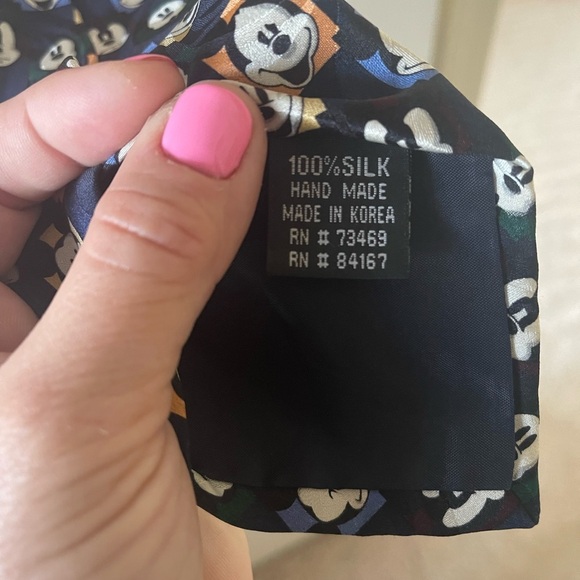 100%SILK
HAND MADE
MADE IN KOREA
RN # 73469
RN # 84167